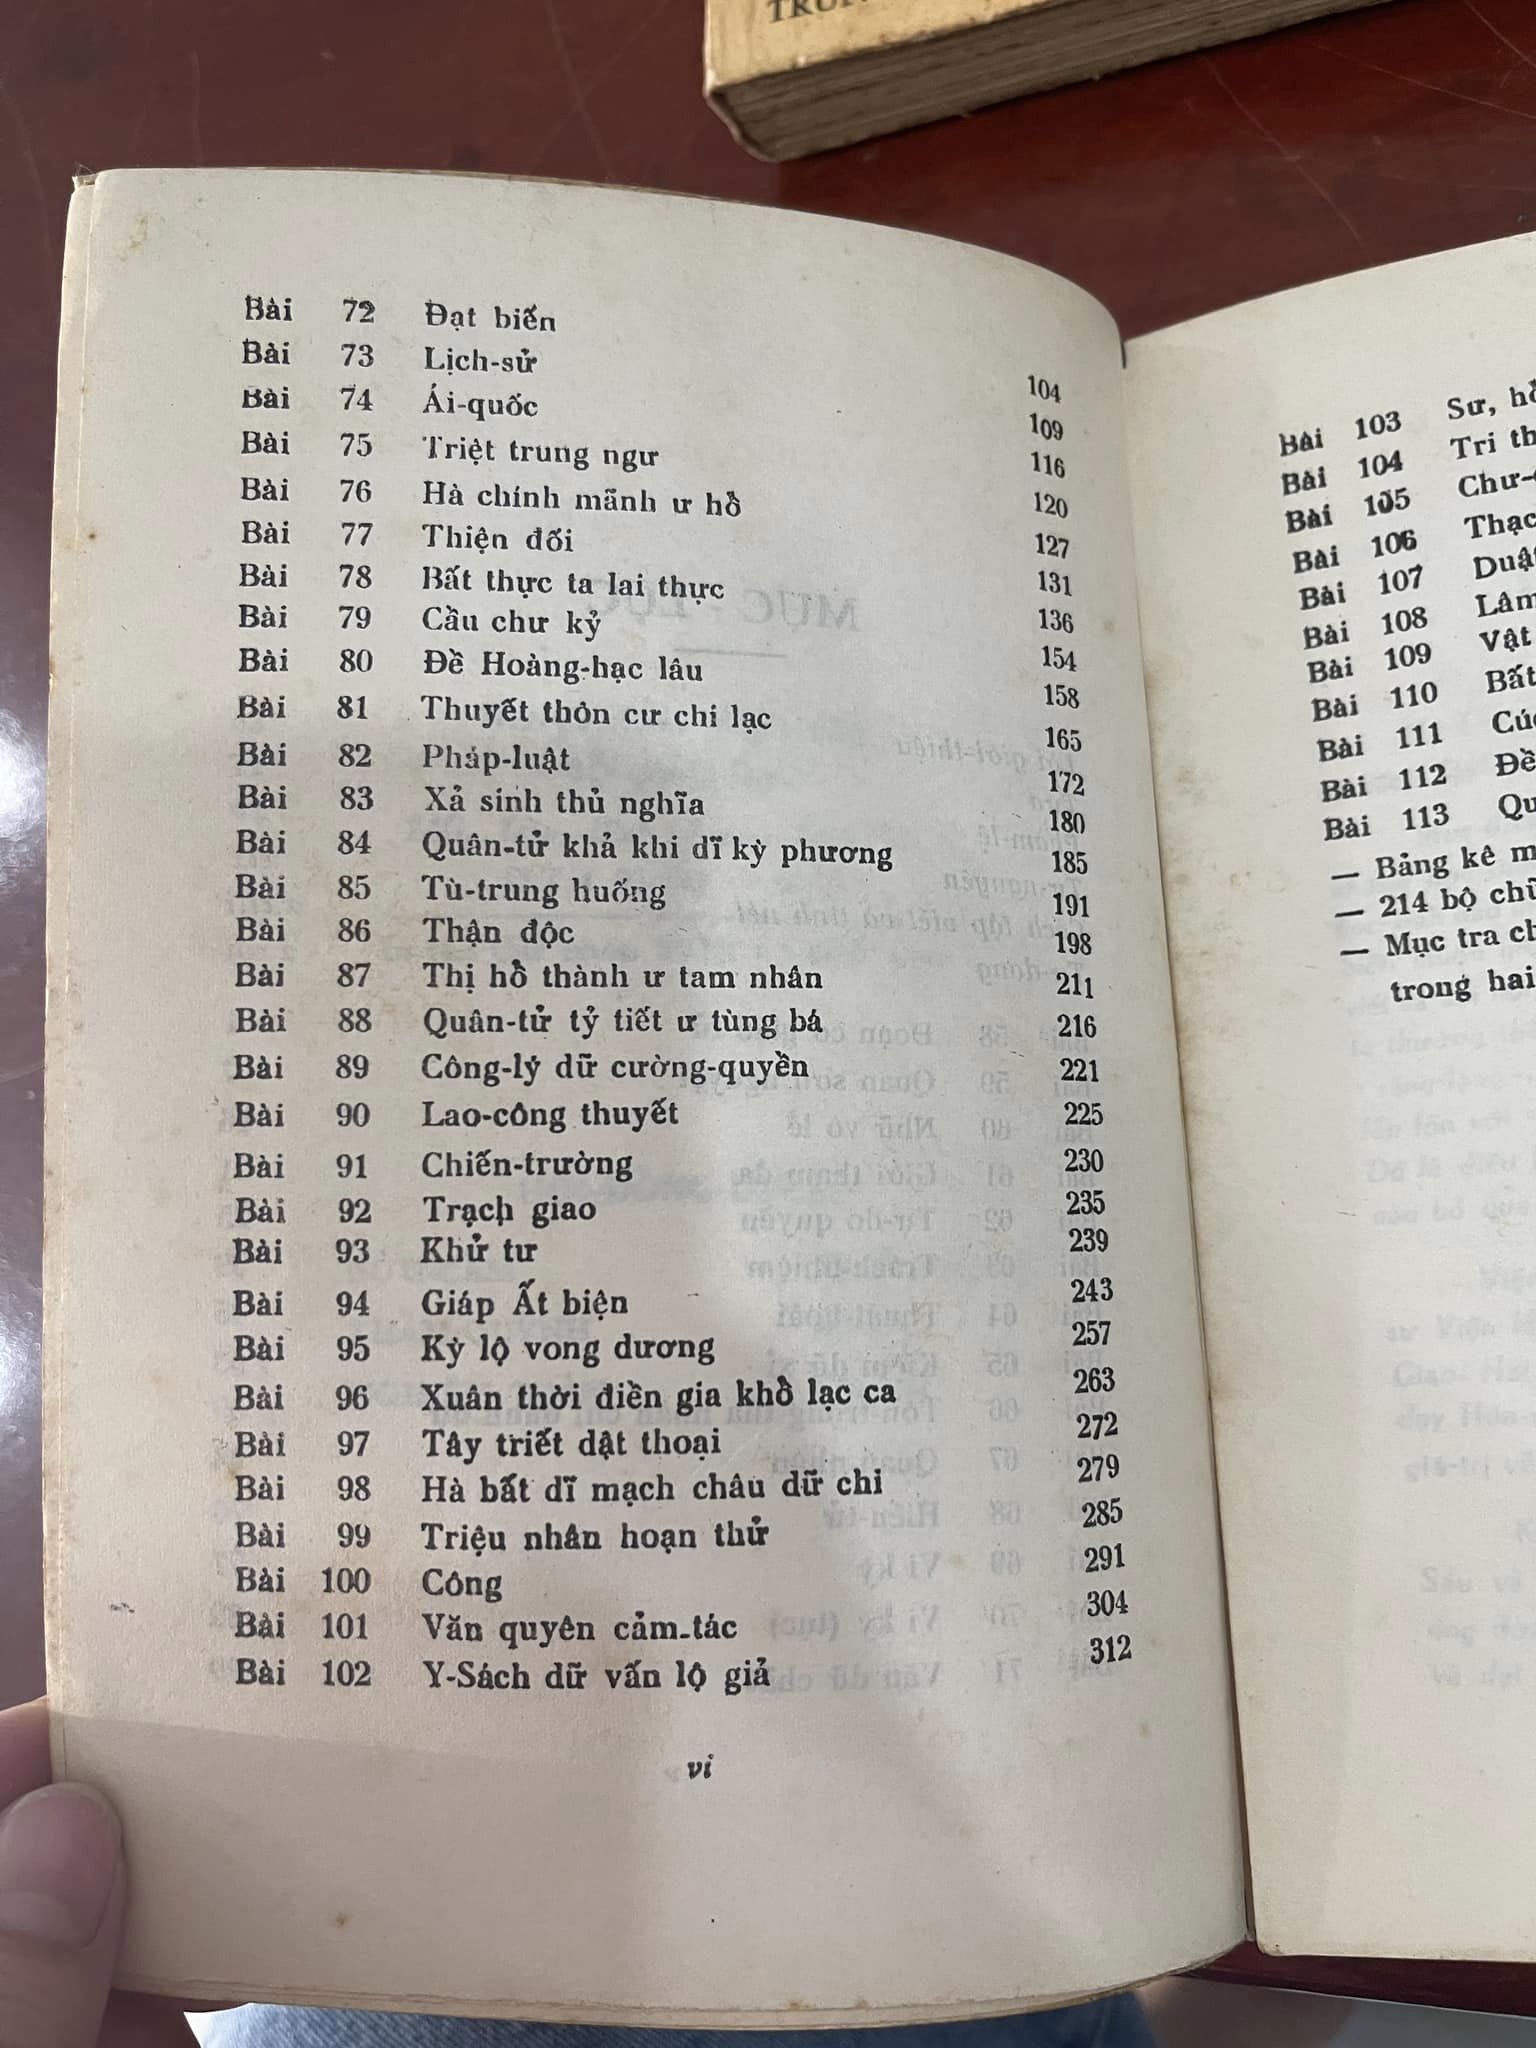 TRUN
Bài 72 Đạt biến 104
Bài 73 Lịch-sử 109
Bài 74 Ái-quốc 116
Bài 75 Triệt trung ngư 120
Bài 76 Hà chính mãnh ư hồ 127
Bài 77 Thiện đối 131
Bài 78 Bất thực ta lai thực 136
Bài 79 Cầu chư kỷ 154
Bài 80 Đề Hoàng-hạc lâu 158
Bài 81 Thuyết thôn cư chi lạc 165
Bài 82 Pháp-luật 172
Bài 83 Xả sinh thủ nghĩa 180
Bài 84 Quân-tử khả khi dĩ kỳ phương 185
Bài 85 Tù-trung huống 191
Bài 86 Thận độc 198
Bài 87 Thị hồ thành ư tam nhân 211
Bài 88 Quân-tử tỷ tiết ư tùng bá 216
Bài 89 Công-lý dữ cường-quyền 221
Bài 90 Lao-công thuyết 225
Bài 91 Chiến-trường 230
Bài 92 Trạch giao 235
Bài 93 Khử tư 239
Bài 94 Giáp Ất biện 243
Bài 95 Kỳ lộ vong dương 257
Bài 96 Xuân thời điền gia khổ lạc ca 263
Bài 97 Tây triết dật thoại 272
Bài 98 Hà bất dĩ mạch châu dữ chi 279
Bài 99 Triệu nhân hoạn thử 285
Bài 100 Công 291
Bài 101 Văn quyên cảm-tác 304
Bài 102 Y-Sách dữ vấn lộ giả 312
vi
Bài 103 Sư,
Bài 104 Tri
Bài 105 Chư-
Bài 106 Thạc
Bài 107 Duật
Bài 108 Lâm
Bài 109 Vật
Bài 110 Bất
Bài 111 Cúc
Bài 112 Đề
Bài 113
— Bảng kê
— 214 bộ chữ
— Mục tra
trong hai